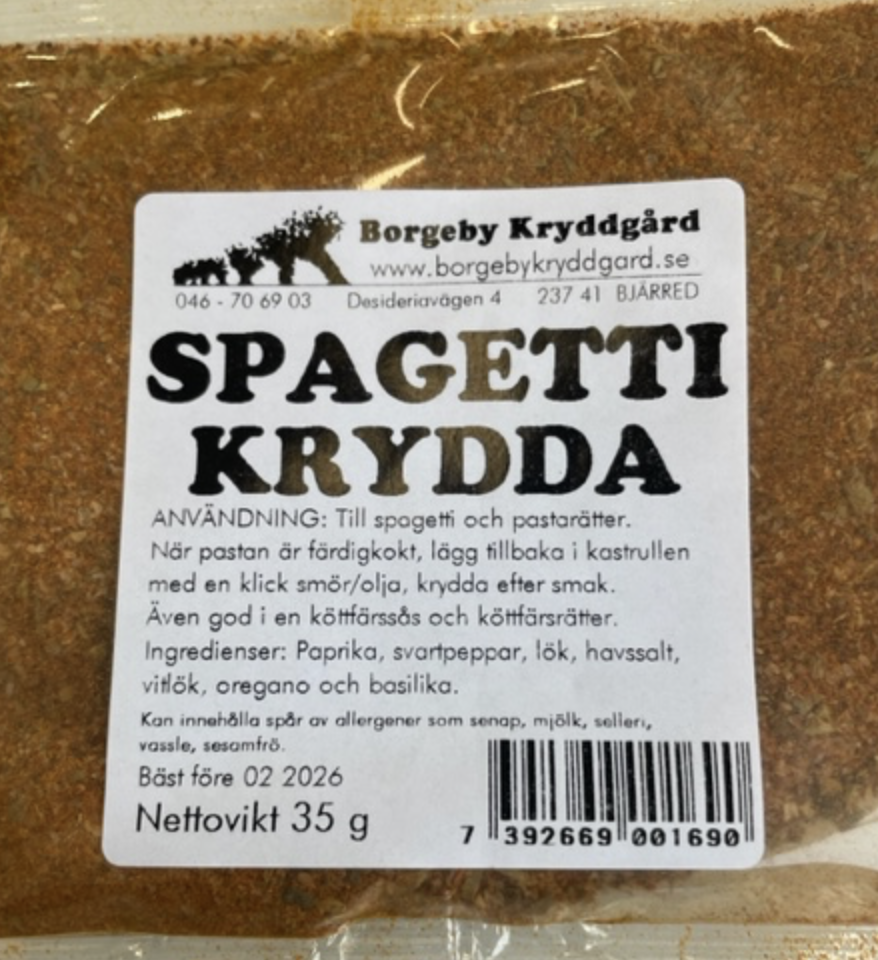 Borgeby Kryddgård
www.borgebykryddgard.se
046 - 70 69 03 Desideriavägen 4 237 41 BJÄRRED
SPAGETTI
KRYDDA
ANVÄNDNING: Till spagetti och pastarätter.
När pastan är färdigkokt, lägg tillbaka i kastrullen
med en klick smör/olja, krydda efter smak.
Även god i en köttfärssås och köttfärsrätter.
Ingredienser: Paprika, svartpeppar, lök, havssalt,
vitlök, oregano och basilika.
Kan innehålla spår av allergener som senap, mjölk, selleri,
vassle, sesamfrö.
Bäst före 02 2026
Nettovikt 35 g
7 392669 001690